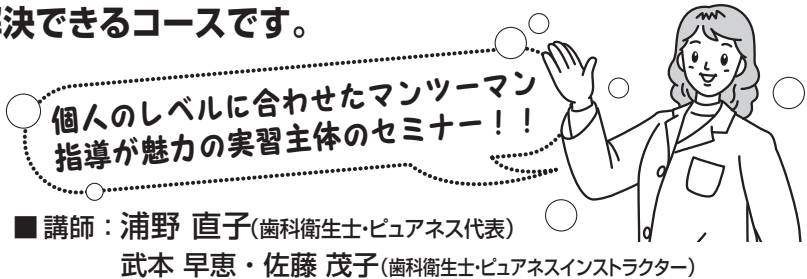 決できるコースです。
個人のレベルに合わせたマンツーマン
指導が魅力の実習主体のセミナー！！
■講師：浦野 直子(歯科衛生士・ピュアネス代表)
武本 早恵・佐藤 茂子(歯科衛生士・ピュアネスインストラクター)